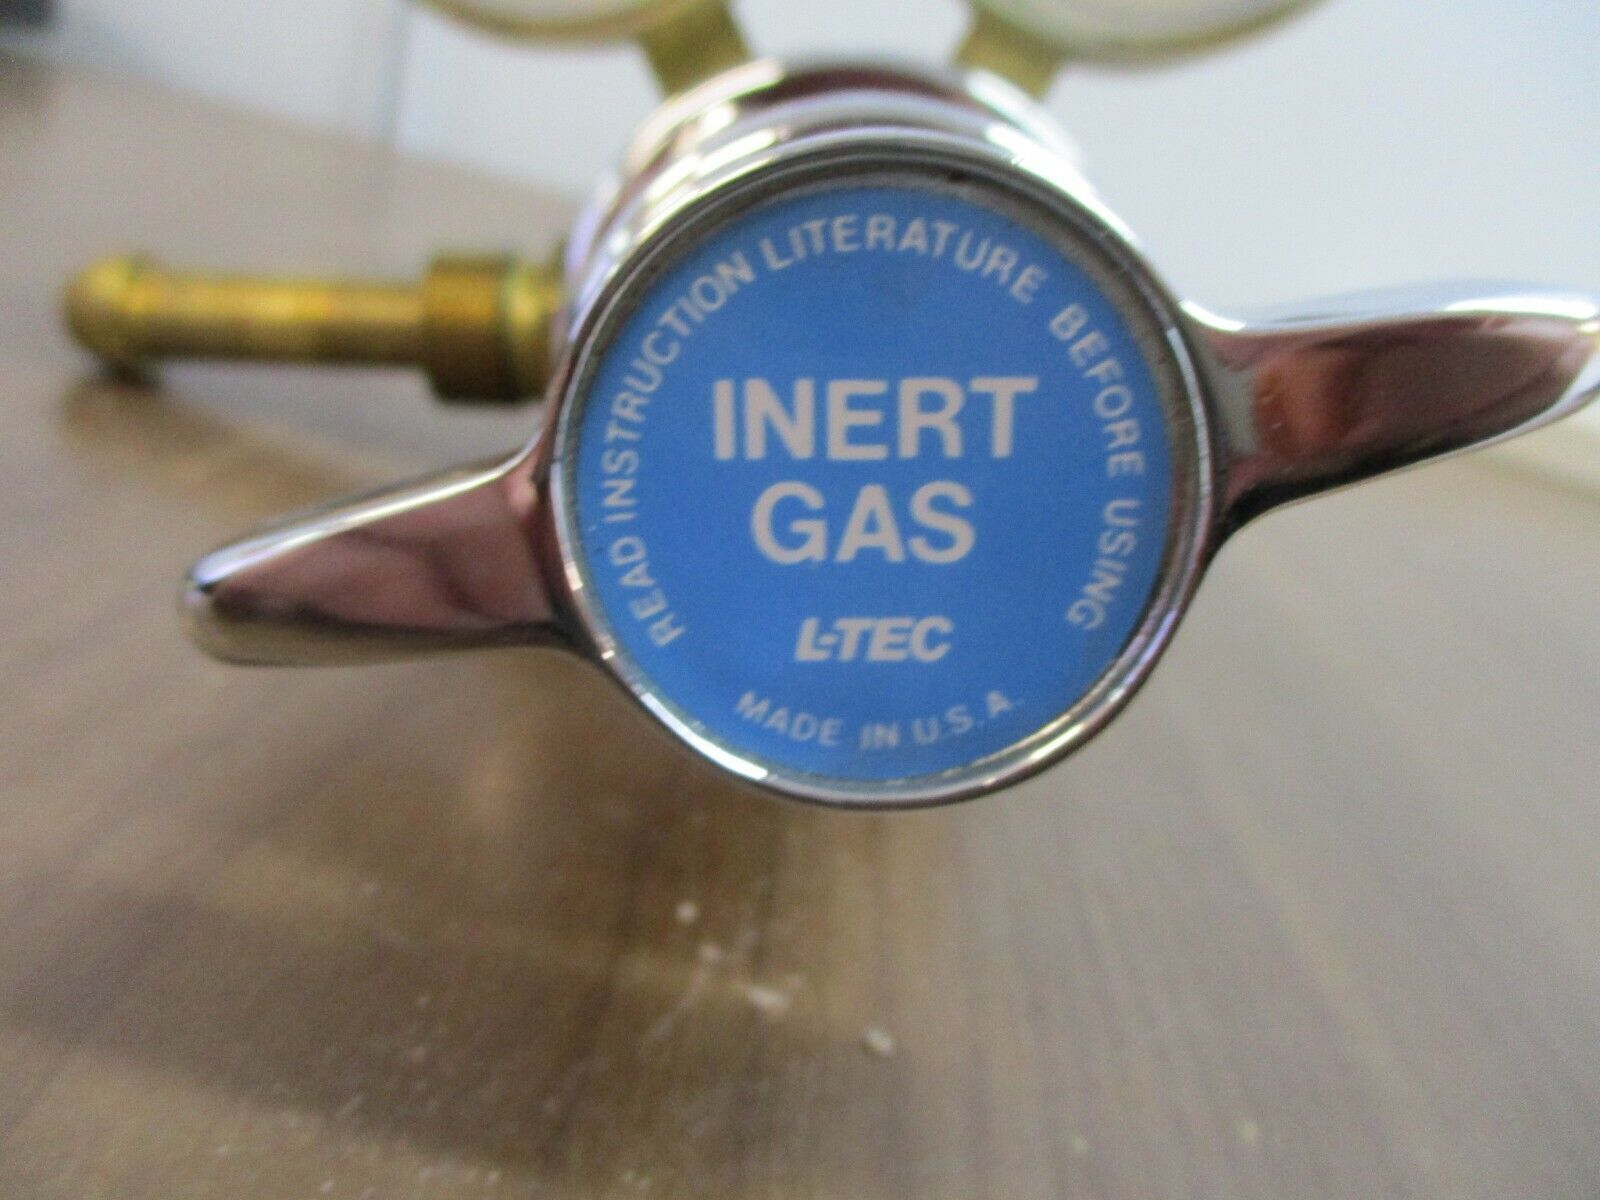 READ INSTRUCTION LITERATURE BEFORE USING
INERT
GAS
L-TEC
MADE IN U.S.A.